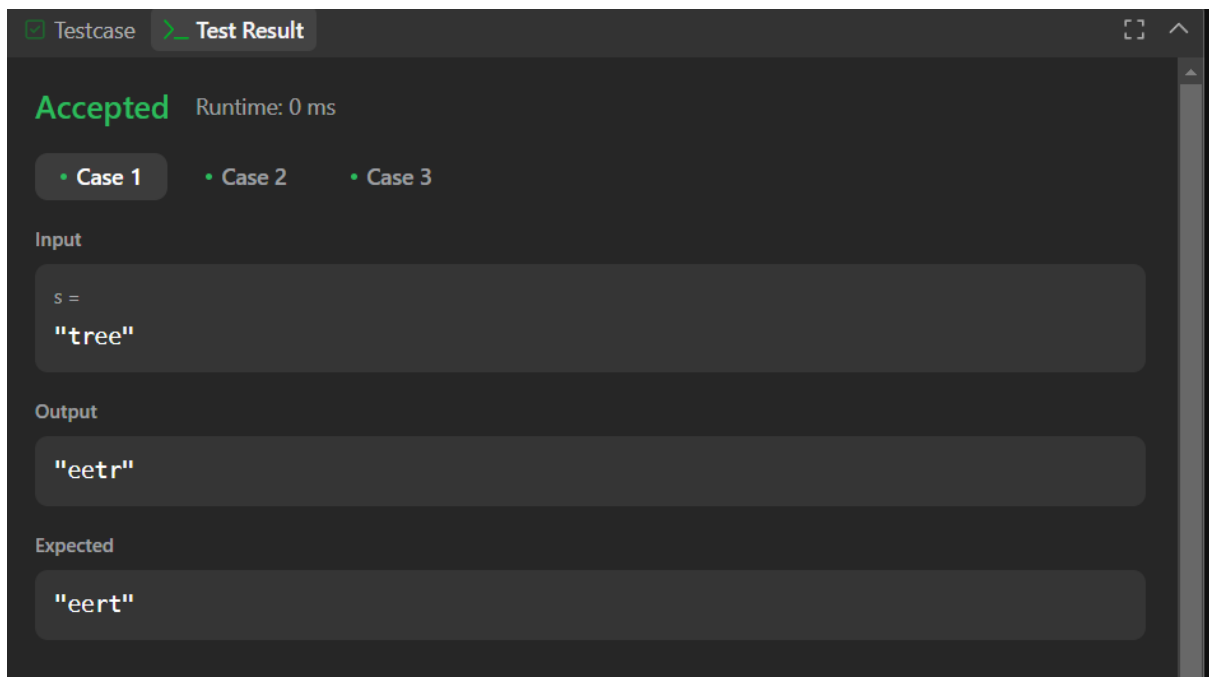 Testcase >_ Test Result
Accepted Runtime: 0 ms
• Case 1 • Case 2 • Case 3
Input
s =
"tree"
Output
"eetr"
Expected
"eert"